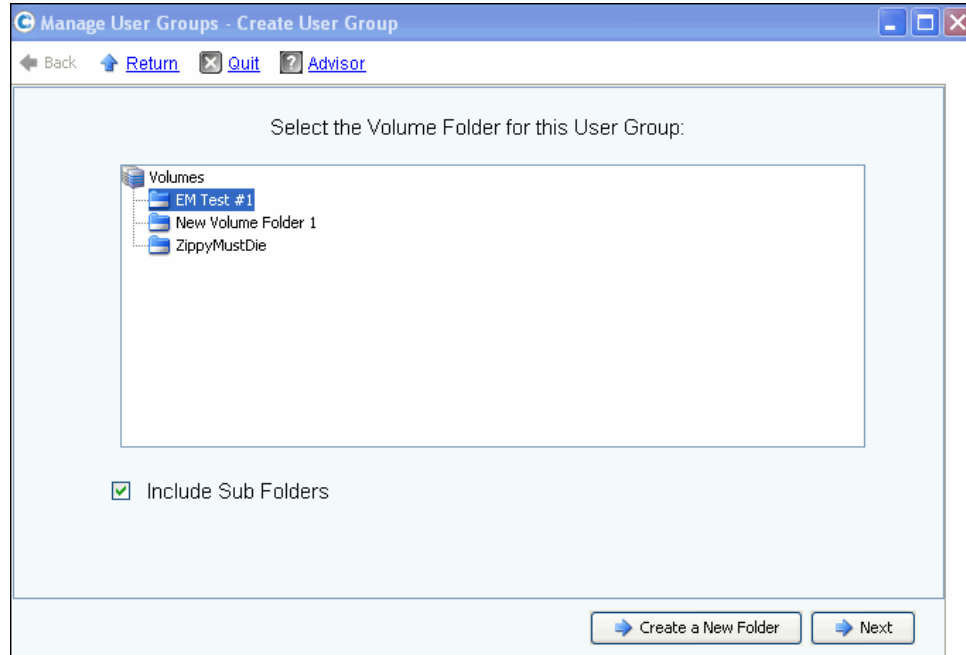 Manage User Groups - Create User Group
Back Return Quit ? Advisor
Select the Volume Folder for this User Group:
Volumes
EM Test #1
New Volume Folder 1
ZippyMustDie
Include Sub Folders
Create a New Folder Next